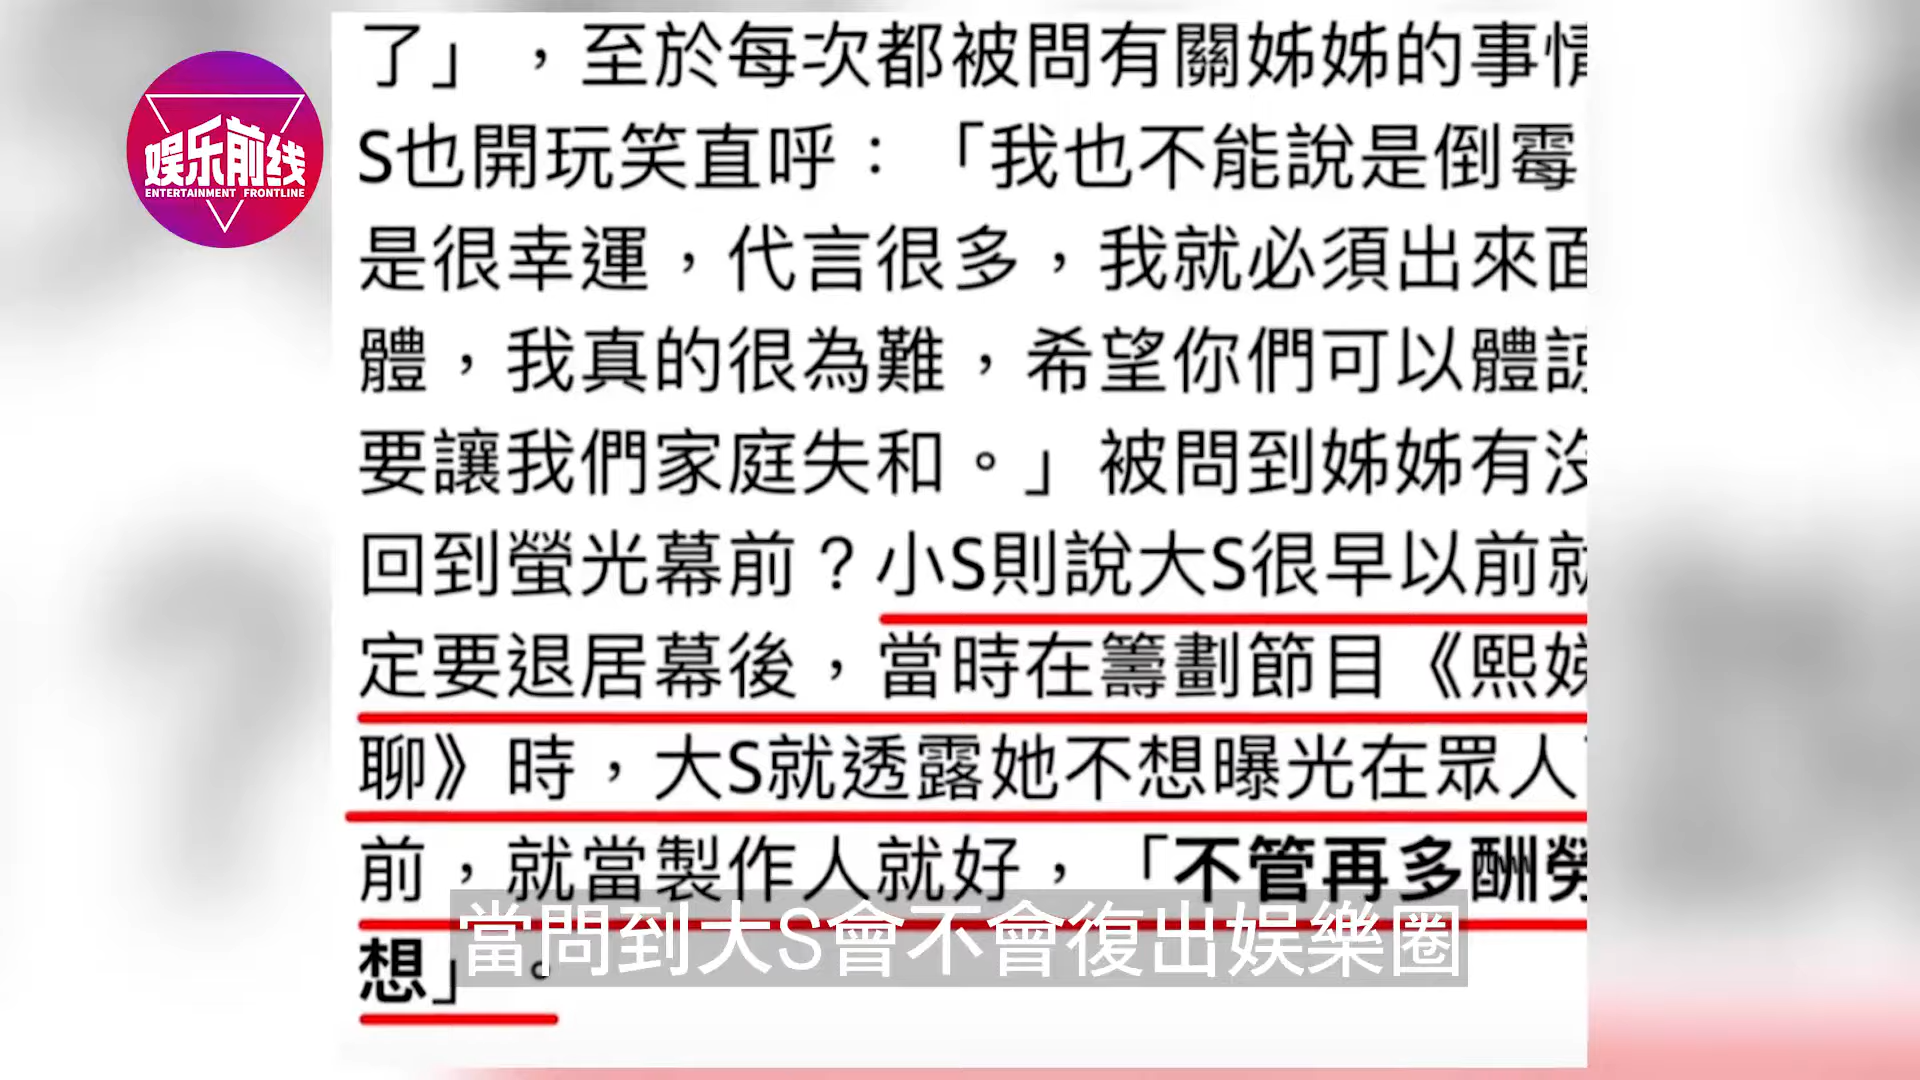 娱乐前线
ENTERTAINMENT FRONTLINE
了」，至於每次都被問有關姊姊的事情
S也開玩笑直呼：「我也不能說是倒霉
是很幸運，代言很多，我就必須出來面
體，我真的很為難，希望你們可以體諒
要讓我們家庭失和。」被問到姊姊有沒
回到螢光幕前？小S則說大S很早以前就
定要退居幕後，當時在籌劃節目《熙娣
聊》時，大S就透露她不想曝光在眾人
前，就當製作人就好，「不管再多酬勞
想」。
當問到大S會不會復出娛樂圈